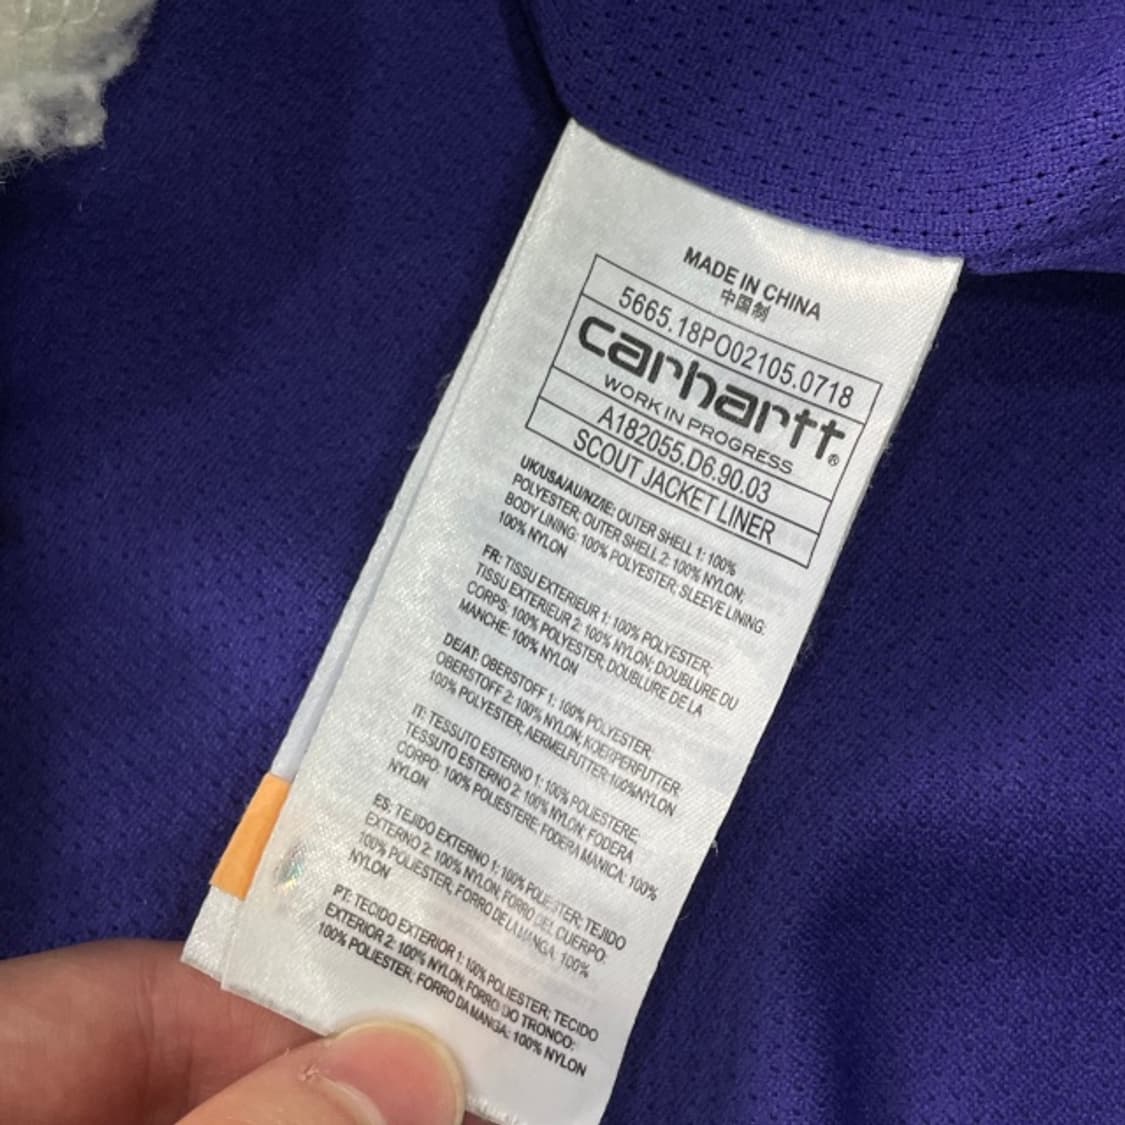 MADE IN CHINA
中国制
5665.18PO02105.0718
carhartt®
WORK IN PROGRESS
A182055.D6.90.03
SCOUT JACKET LINER
UK/USA/AU/NZ/IE: OUTER SHELL 1: 100%
POLYESTER; OUTER SHELL 2: 100% NYLON;
BODY LINING: 100% POLYESTER; SLEEVE LINING:
100% NYLON
FR: TISSU EXTERIEUR 1: 100% POLYESTER;
TISSU EXTERIEUR 2: 100% NYLON; DOUBLURE DU
CORPS: 100% POLYESTER; DOUBLURE DE LA
MANCHE: 100% NYLON
DE/AT: OBERSTOFF 1: 100% POLYESTER;
OBERSTOFF 2: 100% NYLON; KOERPERFUTTER:
100% POLYESTER; AERMELFUTTER:100%NYLON
IT: TESSUTO ESTERNO 1: 100% POLIESTERE;
TESSUTO ESTERNO 2: 100% NYLON; FODERA
CORPO: 100% POLIESTERE; FODERA MANICA: 100%
NYLON
ES: TEJIDO EXTERNO 1: 100% POLIESTER; TEJIDO
EXTERNO 2: 100% NYLON; FORRO DEL CUERPO:
100% POLIESTER, FORRO DE LA MANGA: 100%
NYLON
PT: TECIDO EXTERIOR 1: 100% POLIESTER; TECIDO
EXTERIOR 2: 100% NYLON, FORRO DO TRONCO:
100% POLIESTER, FORRO DA MANGA: 100% NYLON